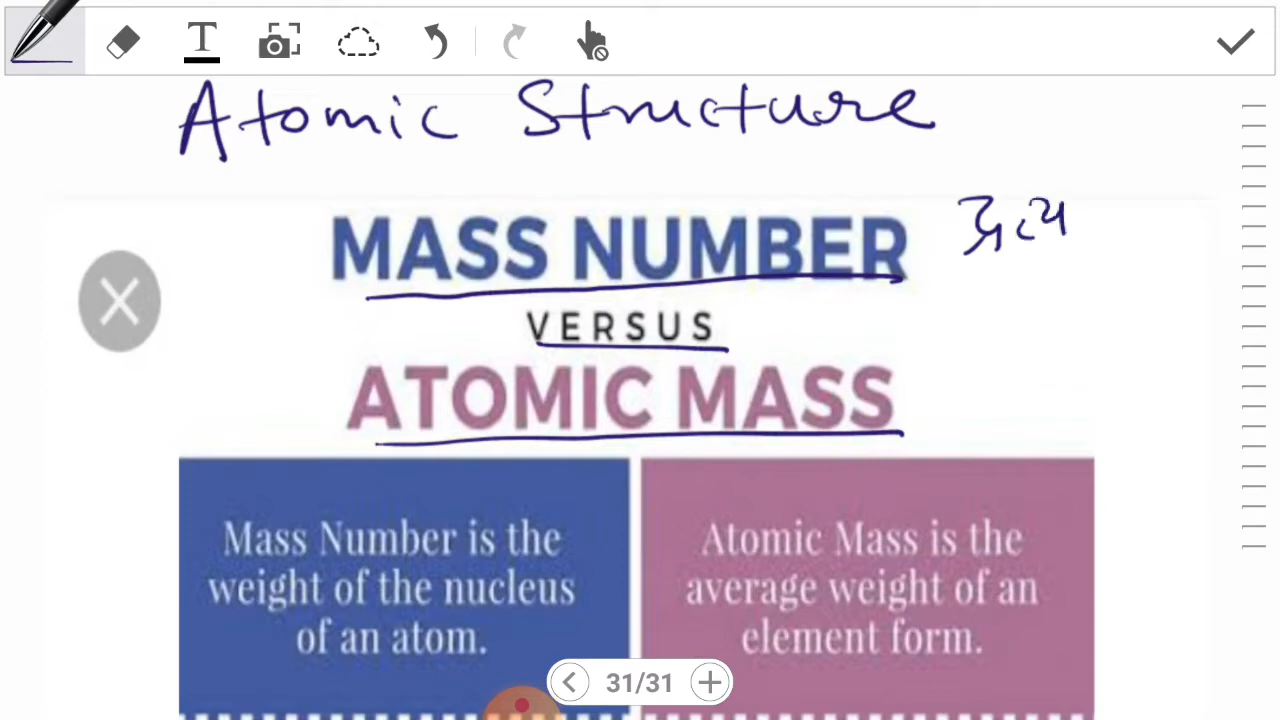 Atomic Structure
MASS NUMBER
VERSUS
ATOMIC MASS
Mass Number is the
weight of the nucleus
of an atom.
Atomic Mass is the
average weight of an
element form.
31/31